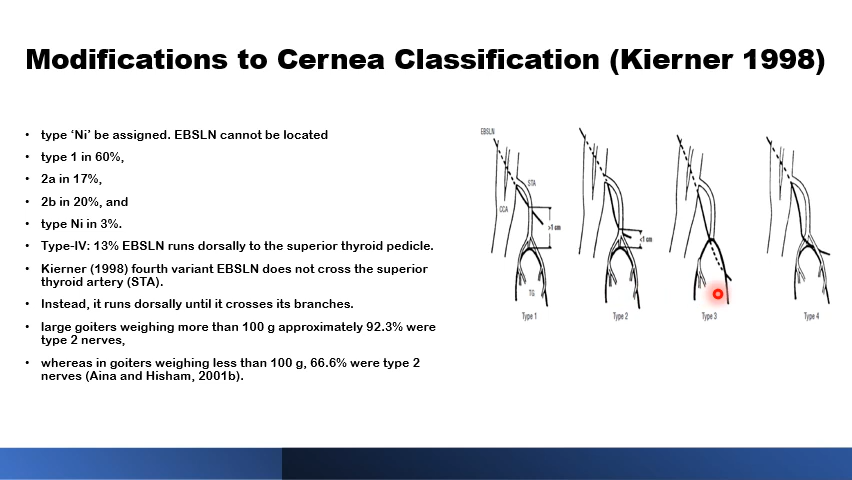 Modifications to Cernea Classification (Kierner 1998)
• type ‘Ni’ be assigned. EBSLN cannot be located
• type 1 in 60%,
• 2a in 17%,
• 2b in 20%, and
• type Ni in 3%.
• Type-IV: 13% EBSLN runs dorsally to the superior thyroid pedicle.
• Kierner (1998) fourth variant EBSLN does not cross the superior
thyroid artery (STA).
• Instead, it runs dorsally until it crosses its branches.
• large goiters weighing more than 100 g approximately 92.3% were
type 2 nerves,
• whereas in goiters weighing less than 100 g, 66.6% were type 2
nerves (Aina and Hisham, 2001b).
EBSLN
STA
CCA
>1 cm
<1 cm
TG
Type 1
Type 2
Type 3
Type 4